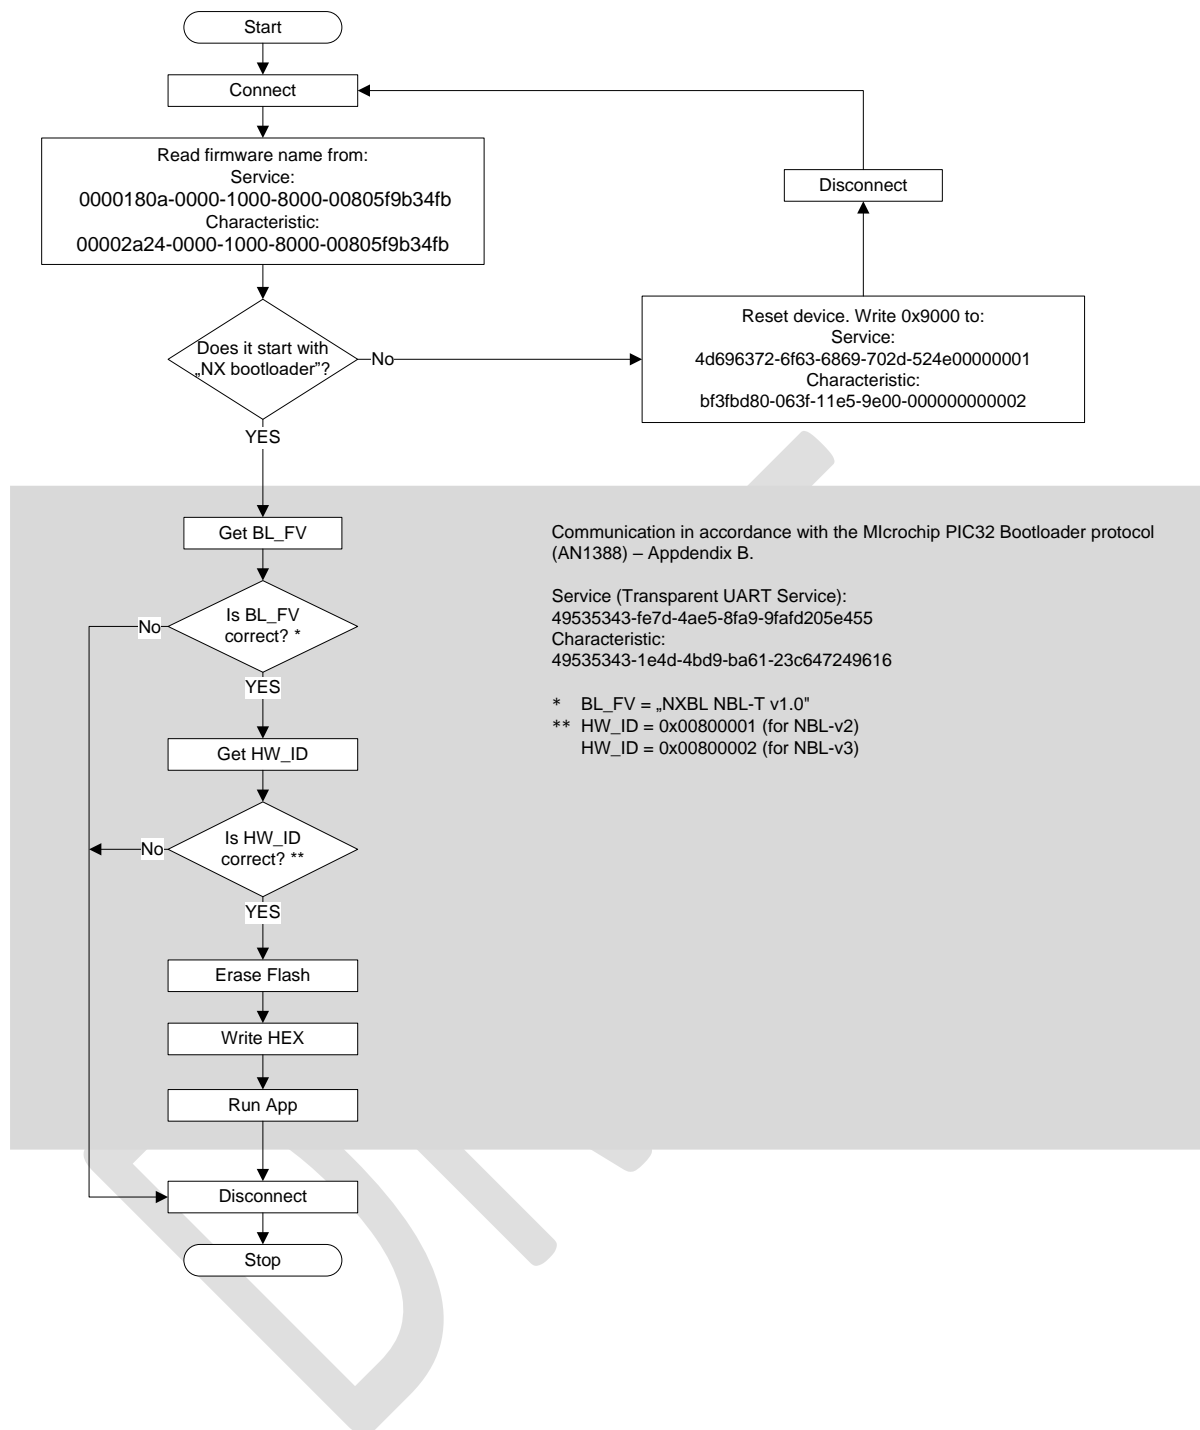 Start
Connect
Read firmware name from:
Service:
0000180a-0000-1000-8000-00805f9b34fb
Characteristic:
00002a24-0000-1000-8000-00805f9b34fb
Disconnect
Does it start with
„NX bootloader”?
No
Reset device. Write 0x9000 to:
Service:
4d696372-6f63-6869-702d-524e00000001
Characteristic:
bf3fbd80-063f-11e5-9e00-000000000002
YES
Get BL_FV
Is BL_FV
correct? *
No
YES
Get HW_ID
Is HW_ID
correct? **
No
YES
Erase Flash
Write HEX
Run App
Disconnect
Stop
Communication in accordance with the MIcrochip PIC32 Bootloader protocol
(AN1388) – Appdendix B.
Service (Transparent UART Service):
49535343-fe7d-4ae5-8fa9-9fafd205e455
Characteristic:
49535343-1e4d-4bd9-ba61-23c647249616
* BL_FV = „NXBL NBL-T v1.0"
** HW_ID = 0x00800001 (for NBL-v2)
HW_ID = 0x00800002 (for NBL-v3)